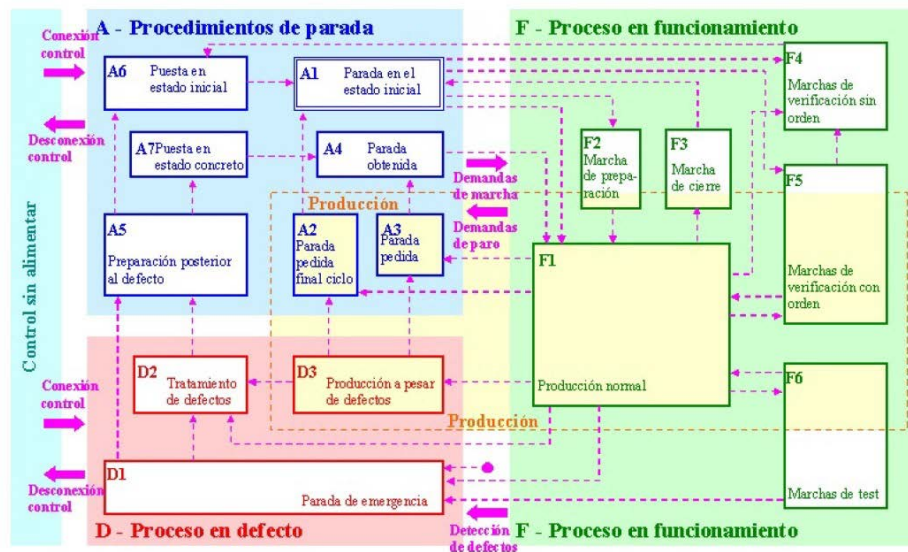 A - Procedimientos de parada
F - Proceso en funcionamiento
Conexión
control
A6
Puesta en
estado inicial
A1
Parada en el
estado inicial
F4
Marchas de
verificación sin
orden
Desconexión
control
A7
Puesta en
estado concreto
A4
Parada
obtenida
F2
Marcha de
prepa-
ración
F3
Marcha
de cierre
Demandas
de marcha
F5
Marchas de
verificación con
orden
Producción
Demandas
de paro
A5
Preparación posterior
al defecto
A2
Parada
pedida
final ciclo
A3
Parada
pedida
F1
Producción normal
Control sin alimentar
D2
Tratamiento
de defectos
D3
Producción a pesar
de defectos
F6
Marchas de test
Conexión
control
Producción
D1
Parada de emergencia
Desconexión
control
D - Proceso en defecto
Detección
de defectos
F - Proceso en funcionamiento